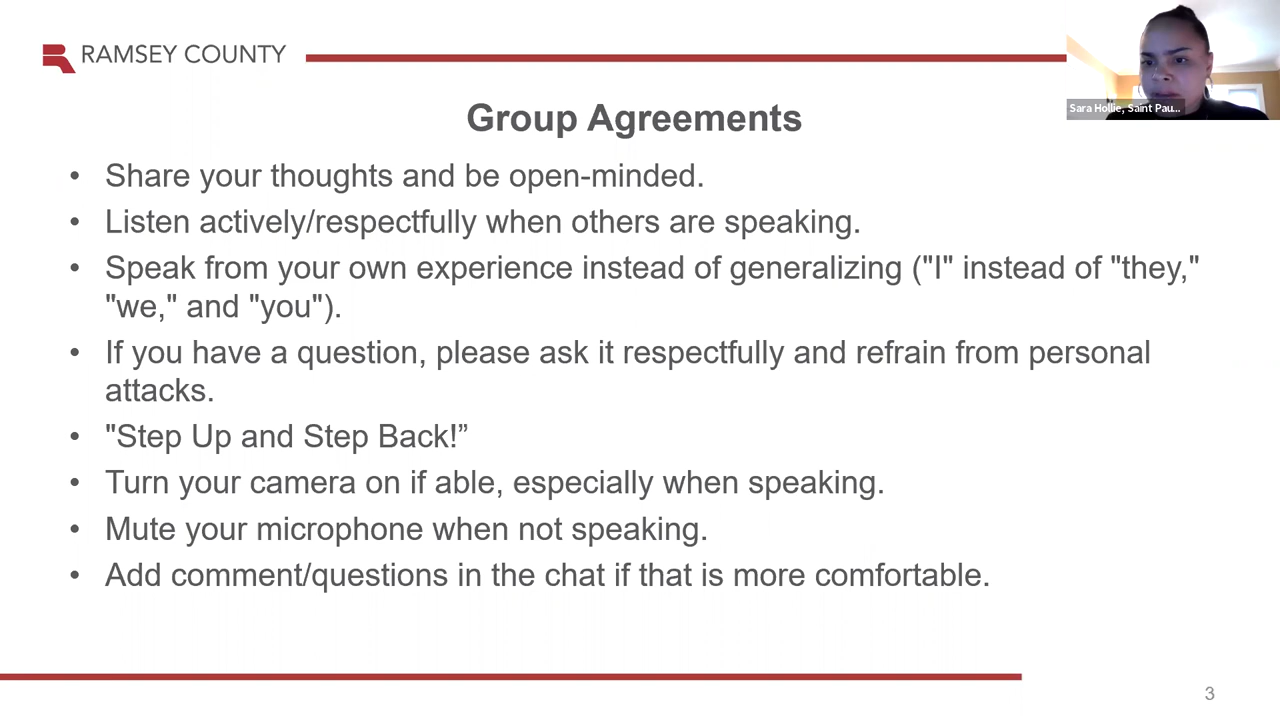 RAMSEY COUNTY
Sara Hollie, Saint Pau...
Group Agreements
• Share your thoughts and be open-minded.
• Listen actively/respectfully when others are speaking.
• Speak from your own experience instead of generalizing ("I" instead of "they,"
"we," and "you").
• If you have a question, please ask it respectfully and refrain from personal
attacks.
• "Step Up and Step Back!”
• Turn your camera on if able, especially when speaking.
• Mute your microphone when not speaking.
• Add comment/questions in the chat if that is more comfortable.
3